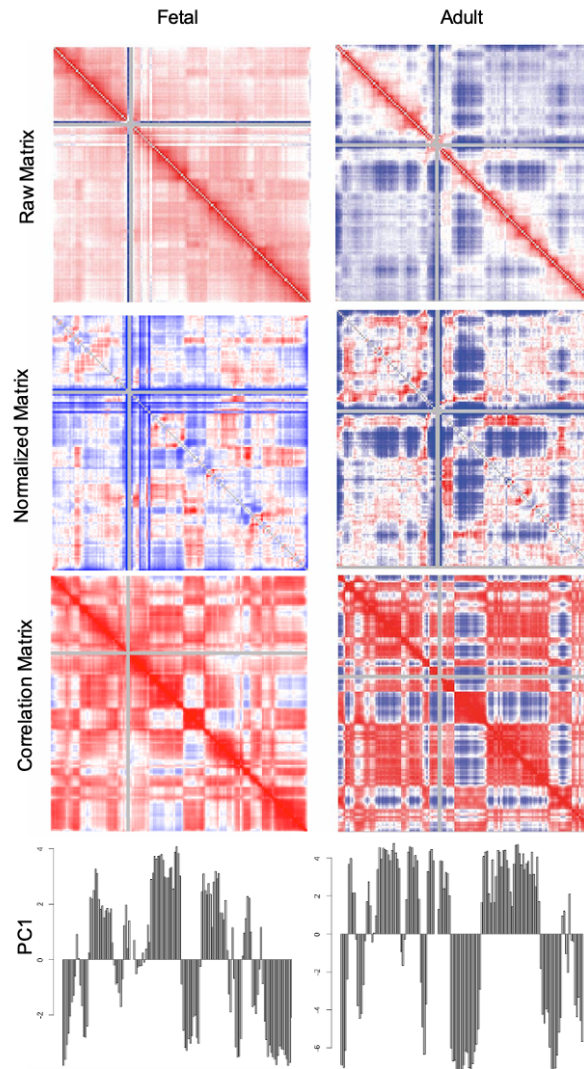 Fetal
Adult
Raw Matrix
Normalized Matrix
Correlation Matrix
PC1
4
2
0
-2
4
2
0
-2
-4
-6